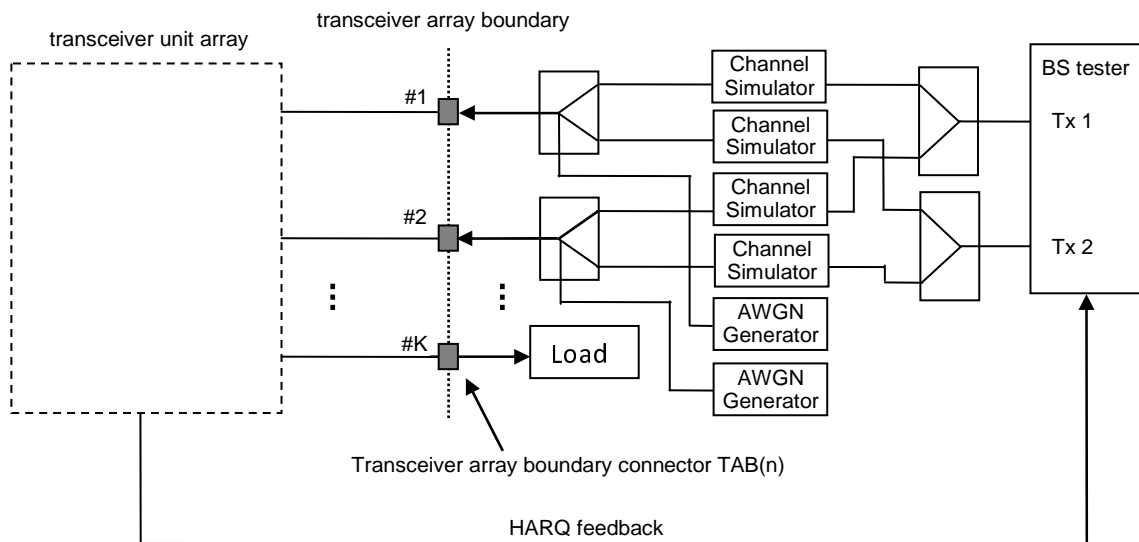 transceiver array boundary
transceiver unit array
Channel
Simulator
BS tester
#1
Tx 1
Channel
Simulator
Channel
Simulator
#2
Channel
Simulator
Tx 2
AWGN
Generator
#K
Load
AWGN
Generator
Transceiver array boundary connector TAB(n)
HARQ feedback